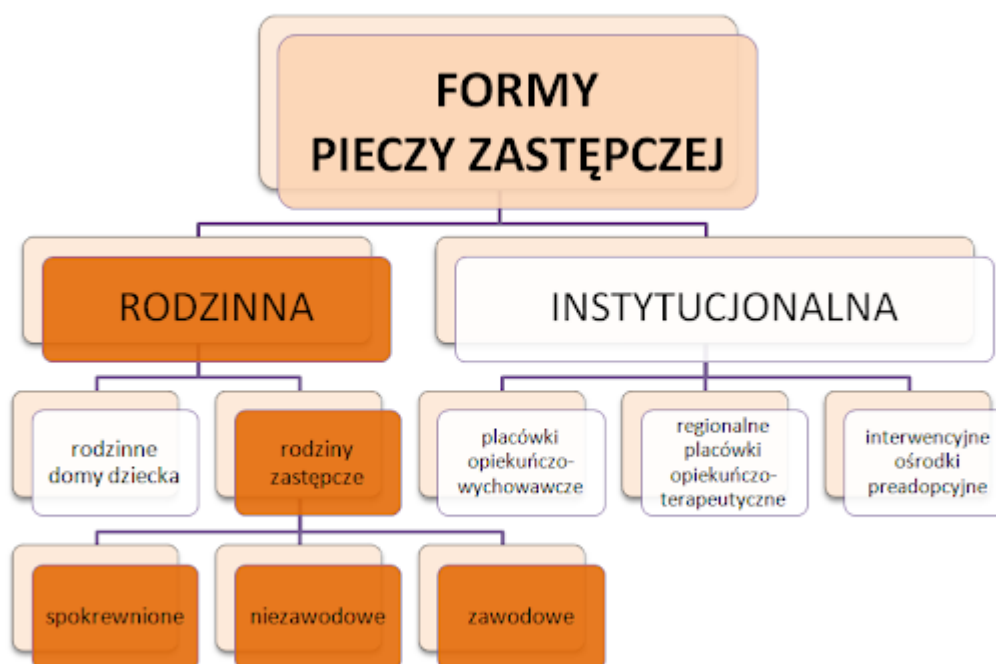 FORMY
PIECZY ZASTĘPCZEJ
RODZINNA
INSTYTUCJONALNA
rodzinne
domy dziecka
rodziny
zastępcze
placówki
opiekuńczo-
wychowawcze
regionalne
placówki
opiekuńczo-
terapeutyczne
interwencyjne
ośrodki
preadopcyjne
spokrewnione
niezawodowe
zawodowe